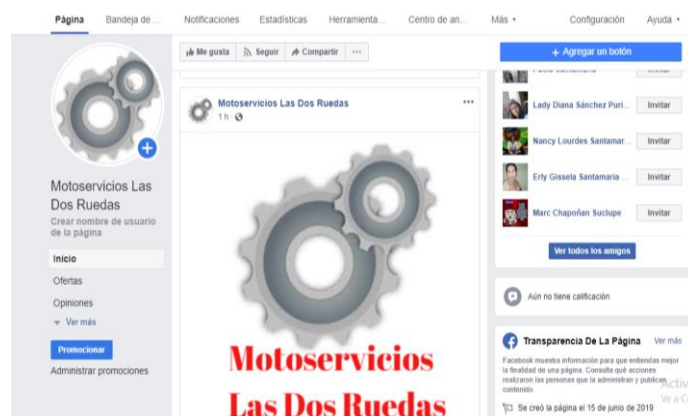 Página
Bandeja de ...
Notificaciones
Estadísticas
Herramienta...
Centro de an...
Más
Configuración
Ayuda
Me gusta
Seguir
Compartir
...
+ Agregar un botón
Motoservicios Las
Dos Ruedas
Crear nombre de usuario
de la página
Inicio
Ofertas
Opiniones
Ver más
Promocionar
Administrar promociones
Motoservicios Las Dos Ruedas
1 h
Motoservicios
Las Dos Ruedas
Lady Diana Sánchez Puri...
Invitar
Nancy Lourdes Santamar...
Invitar
Erly Gissela Santamaria ...
Invitar
Marc Chapoñan Suclupe
Invitar
Ver todos los amigos
Aún no tiene calificación
Transparencia De La Página
Ver más
Facebook muestra información para que entiendas mejor
la finalidad de una página. Consulta qué acciones
realizaron las personas que la administran y publican
contenido.
Activ
Ve a C
Se creó la página el 15 de junio de 2019